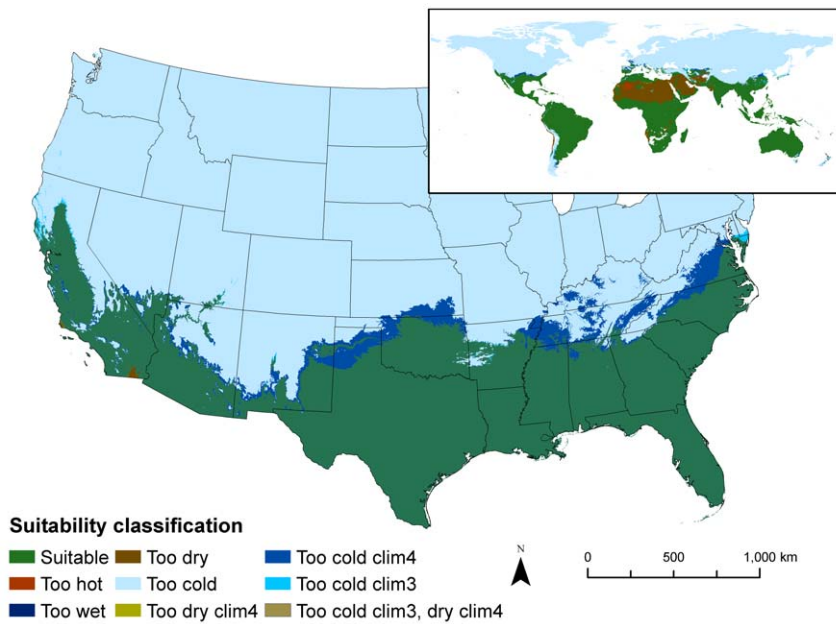 Suitability classification
Suitable Too dry Too cold clim4
Too hot Too cold Too cold clim3
Too wet Too dry clim4 Too cold clim3, dry clim4
N
0 500 1,000 km